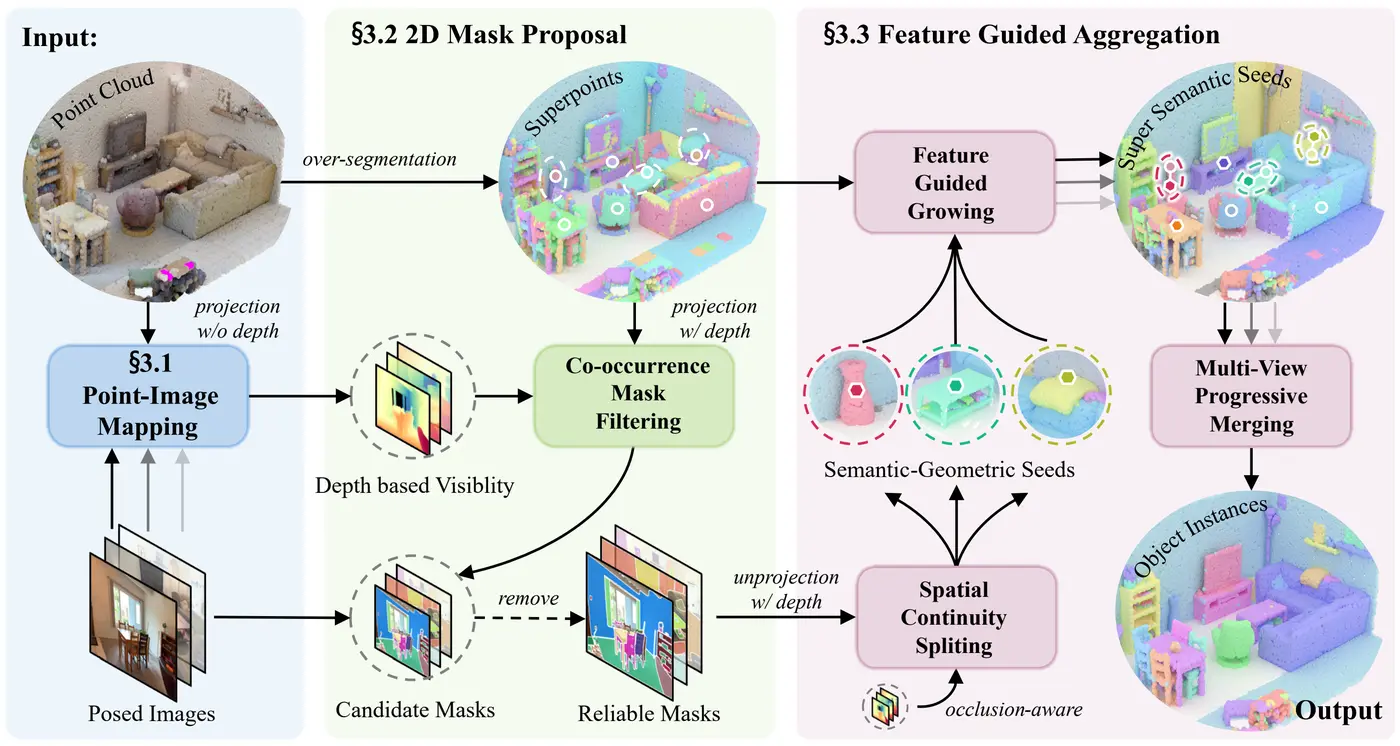 Input:
Point Cloud
over-segmentation
projection
w/o depth
§3.1
Point-Image
Mapping
Posed Images
§3.2 2D Mask Proposal
Superpoints
projection
w/ depth
Depth based Visiblity
Co-occurrence
Mask
Filtering
Candidate Masks
remove
Reliable Masks
unprojection
w/ depth
§3.3 Feature Guided Aggregation
Feature
Guided
Growing
Super Semantic Seeds
Semantic-Geometric Seeds
Multi-View
Progressive
Merging
Spatial
Continuity
Spliting
occlusion-aware
Object Instances
Output